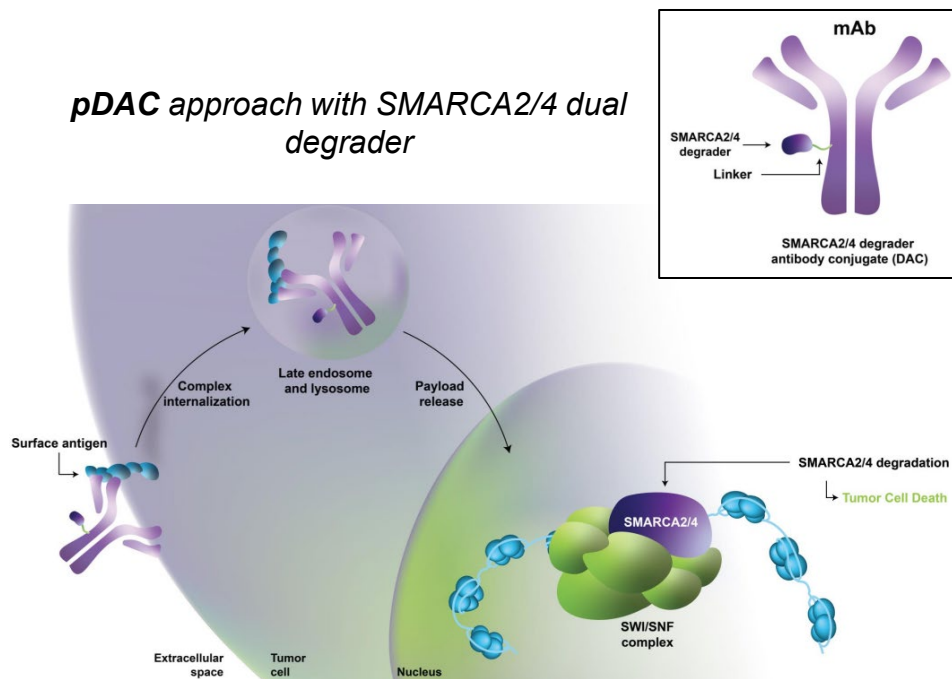 pDAC approach with SMARCA2/4 dual
degrader
mAb
SMARCA2/4
degrader
Linker
SMARCA2/4 degrader
antibody conjugate (DAC)
Late endosome
and lysosome
Complex
internalization
Payload
release
Surface antigen
SMARCA2/4 degradation
Tumor Cell Death
SMARCA2/4
SWI/SNF
complex
Extracellular
space
Tumor
cell
Nucleus